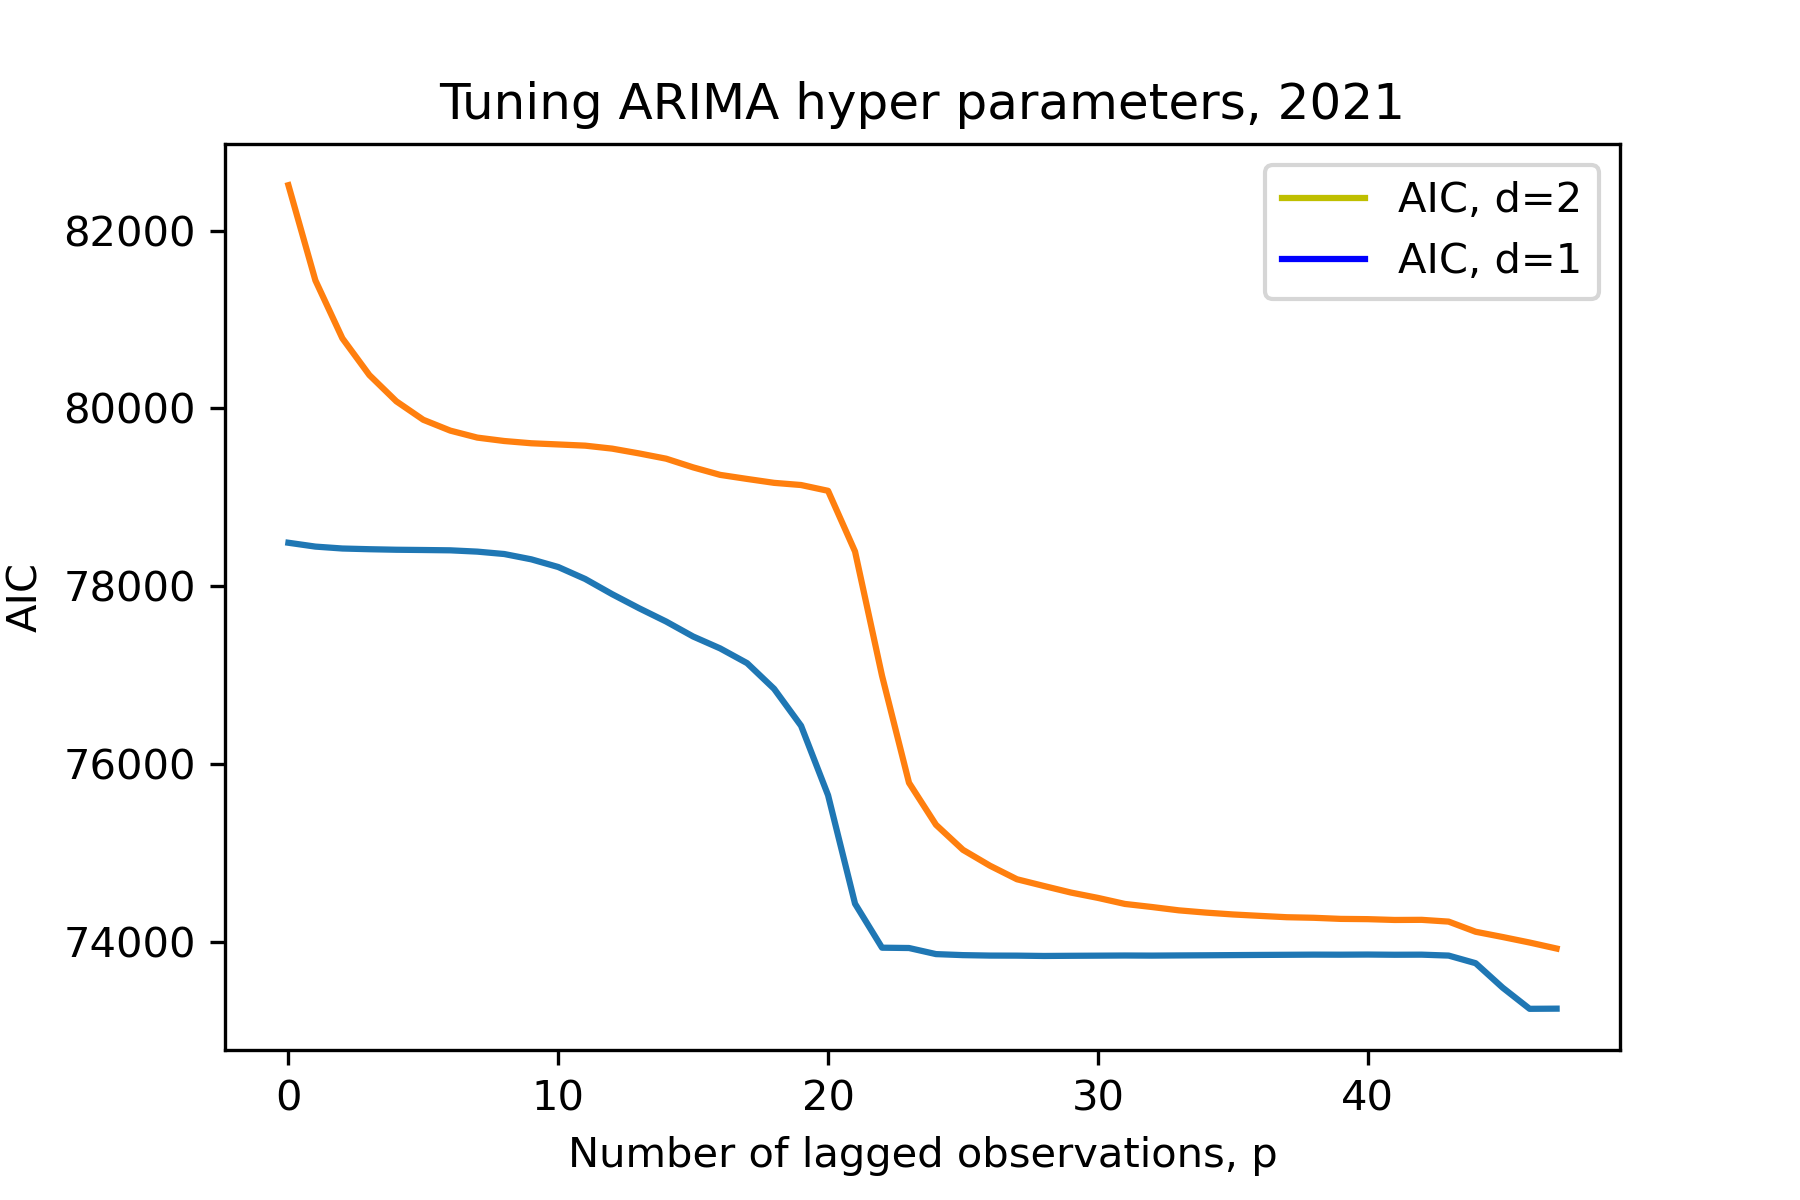 Tuning ARIMA hyper parameters, 2021
AIC, d=2
AIC, d=1
82000
80000
78000
76000
74000
AIC
0 10 20 30 40
Number of lagged observations, p